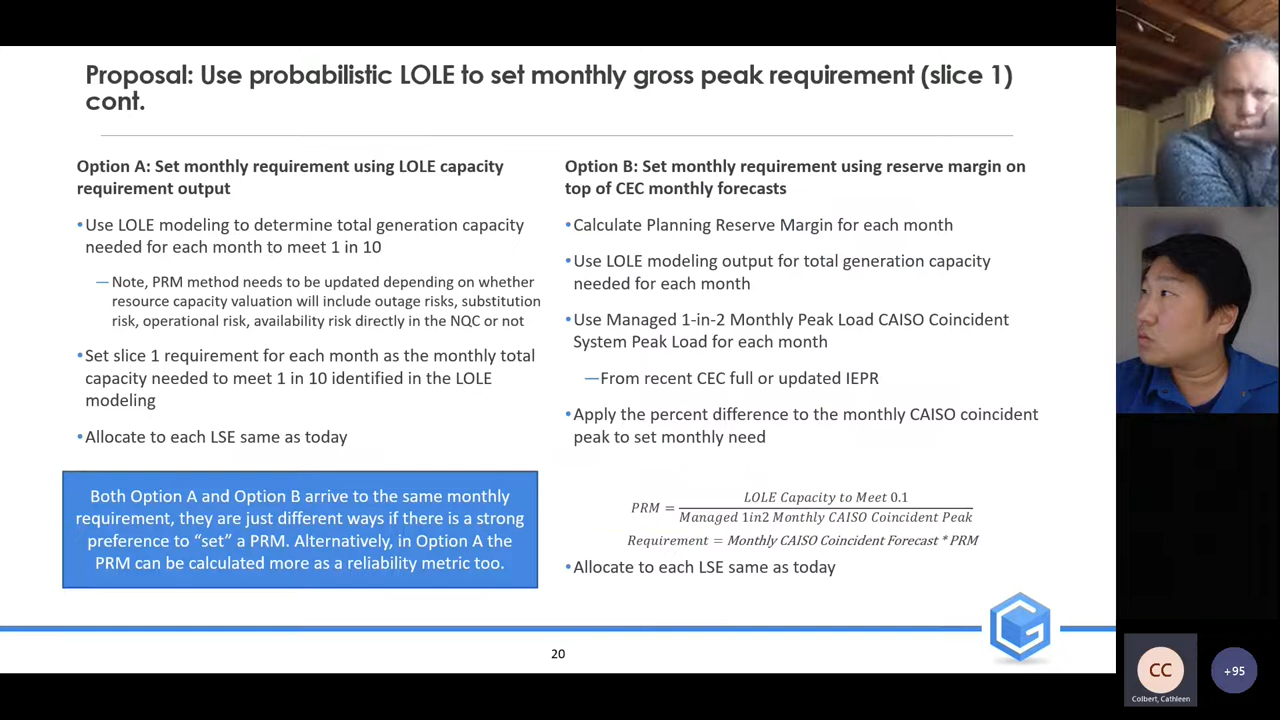 Proposal: Use probabilistic LOLE to set monthly gross peak requirement (slice 1)
cont.
Option A: Set monthly requirement using LOLE capacity
requirement output
•Use LOLE modeling to determine total generation capacity
needed for each month to meet 1 in 10
—Note, PRM method needs to be updated depending on whether
resource capacity valuation will include outage risks, substitution
risk, operational risk, availability risk directly in the NQC or not
•Set slice 1 requirement for each month as the monthly total
capacity needed to meet 1 in 10 identified in the LOLE
modeling
•Allocate to each LSE same as today
Both Option A and Option B arrive to the same monthly
requirement, they are just different ways if there is a strong
preference to “set” a PRM. Alternatively, in Option A the
PRM can be calculated more as a reliability metric too.
Option B: Set monthly requirement using reserve margin on
top of CEC monthly forecasts
•Calculate Planning Reserve Margin for each month
•Use LOLE modeling output for total generation capacity
needed for each month
•Use Managed 1-in-2 Monthly Peak Load CAISO Coincident
System Peak Load for each month
—From recent CEC full or updated IEPR
•Apply the percent difference to the monthly CAISO coincident
peak to set monthly need
LOLE Capacity to Meet 0.1
PRM =
Managed 1in2 Monthly CAISO Coincident Peak
Requirement = Monthly CAISO Coincident Forecast * PRM
•Allocate to each LSE same as today
20
CC
+95
Colbert, Cathleen